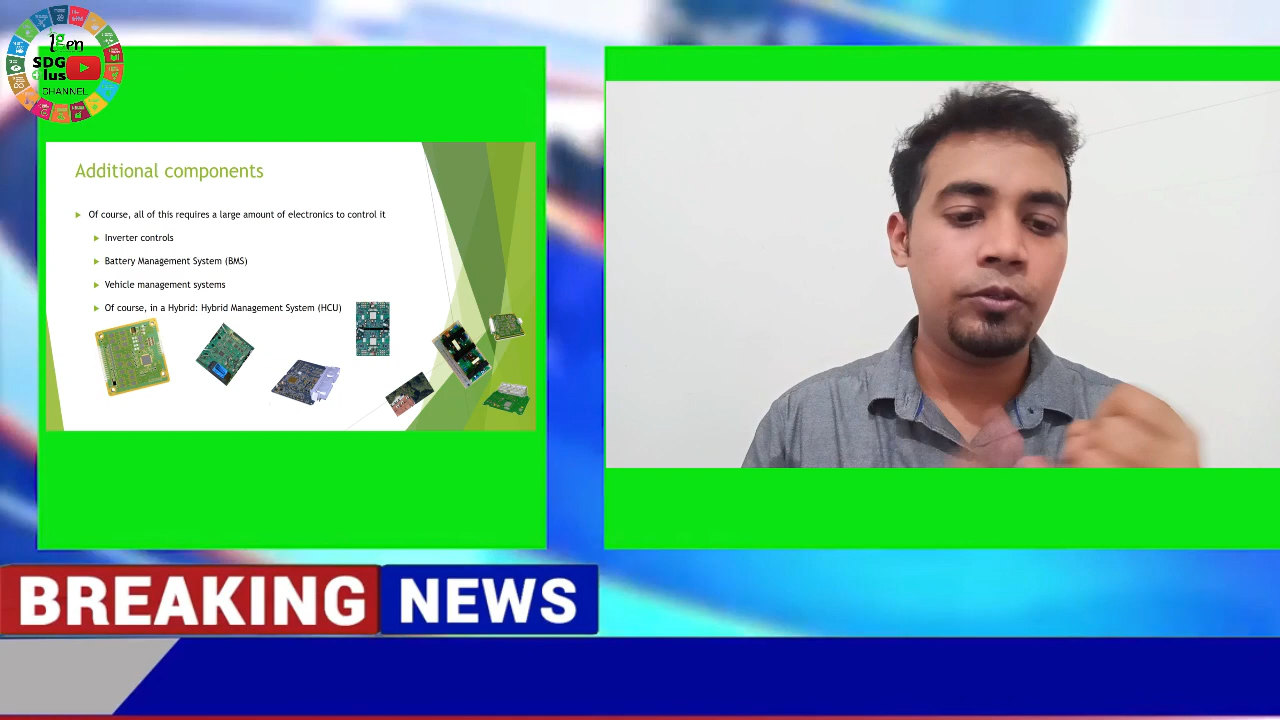 1gen
SDG
+lus
CHANNEL
Additional components
Of course, all of this requires a large amount of electronics to control it
Inverter controls
Battery Management System (BMS)
Vehicle management systems
Of course, in a Hybrid: Hybrid Management System (HCU)
BREAKING NEWS